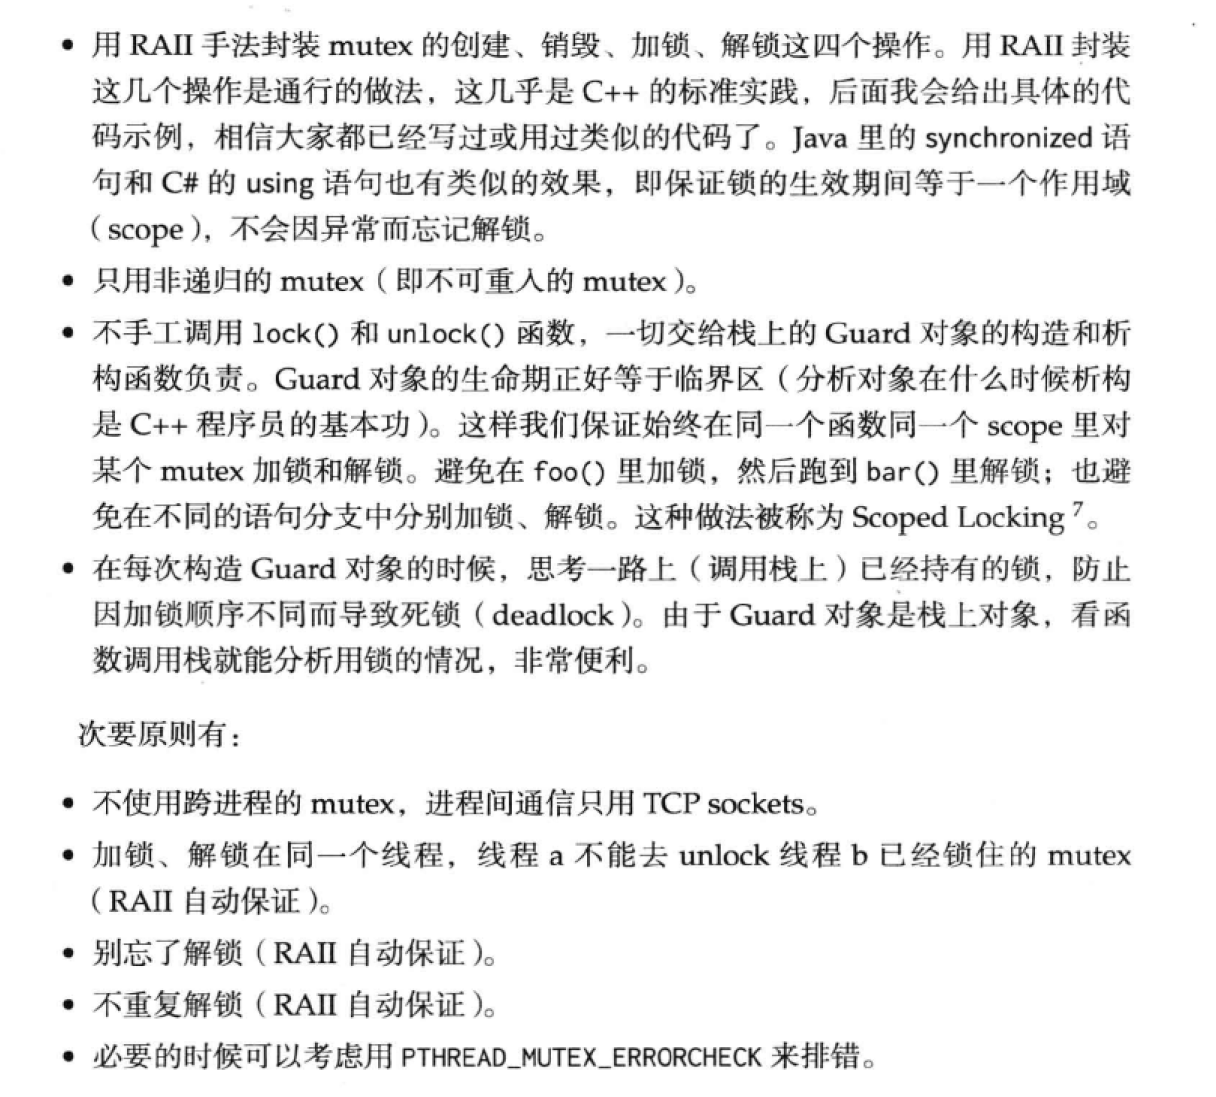 • 用 RAII 手法封装 mutex 的创建、销毁、加锁、解锁这四个操作。用 RAII 封装
这几个操作是通行的做法，这几乎是 C++ 的标准实践，后面我会给出具体的代
码示例，相信大家都已经写过或用过类似的代码了。Java 里的 synchronized 语
句和 C# 的 using 语句也有类似的效果，即保证锁的生效期间等于一个作用域
（scope），不会因异常而忘记解锁。
• 只用非递归的 mutex（即不可重入的 mutex）。
• 不手工调用 lock() 和 unlock() 函数，一切交给栈上的 Guard 对象的构造和析
构函数负责。Guard 对象的生命期正好等于临界区（分析对象在什么时候析构
是 C++ 程序员的基本功）。这样我们保证始终在同一个函数同一个 scope 里对
某个 mutex 加锁和解锁。避免在 foo() 里加锁，然后跑到 bar() 里解锁；也避
免在不同的语句分支中分别加锁、解锁。这种做法被称为 Scoped Locking 7。
• 在每次构造 Guard 对象的时候，思考一路上（调用栈上）已经持有的锁，防止
因加锁顺序不同而导致死锁（deadlock）。由于 Guard 对象是栈上对象，看函
数调用栈就能分析用锁的情况，非常便利。
次要原则有：
• 不使用跨进程的 mutex，进程间通信只用 TCP sockets。
• 加锁、解锁在同一个线程，线程 a 不能去 unlock 线程 b 已经锁住的 mutex
（RAII 自动保证）。
• 别忘了解锁（RAII 自动保证）。
• 不重复解锁（RAII 自动保证）。
• 必要的时候可以考虑用 PTHREAD_MUTEX_ERRORCHECK 来排错。